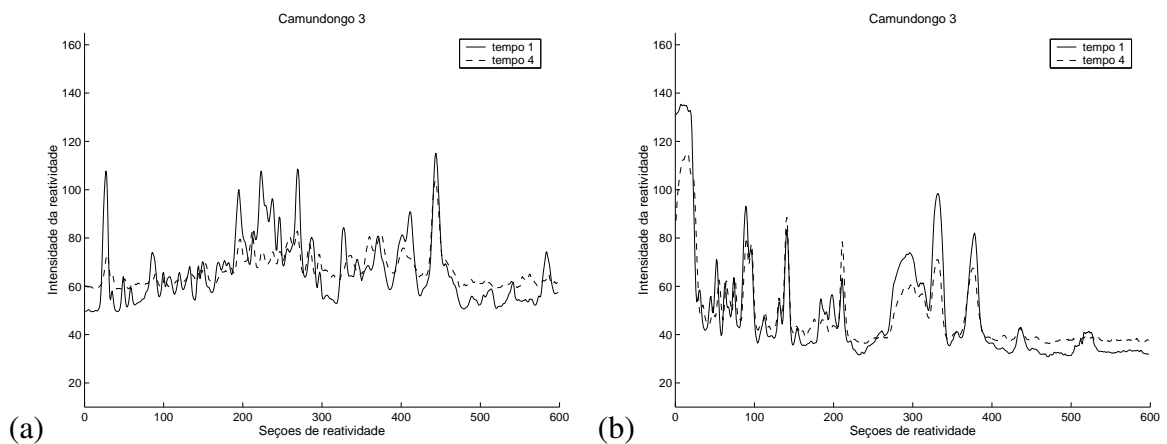 Camundongo 3
160
140
120
100
80
60
40
20
Intensidade da reatividade
tempo 1
tempo 4
0 100 200 300 400 500 600
Seçoes de reatividade
(a)
Camundongo 3
160
140
120
100
80
60
40
20
Intensidade da reatividade
tempo 1
tempo 4
0 100 200 300 400 500 600
Seçoes de reatividade
(b)